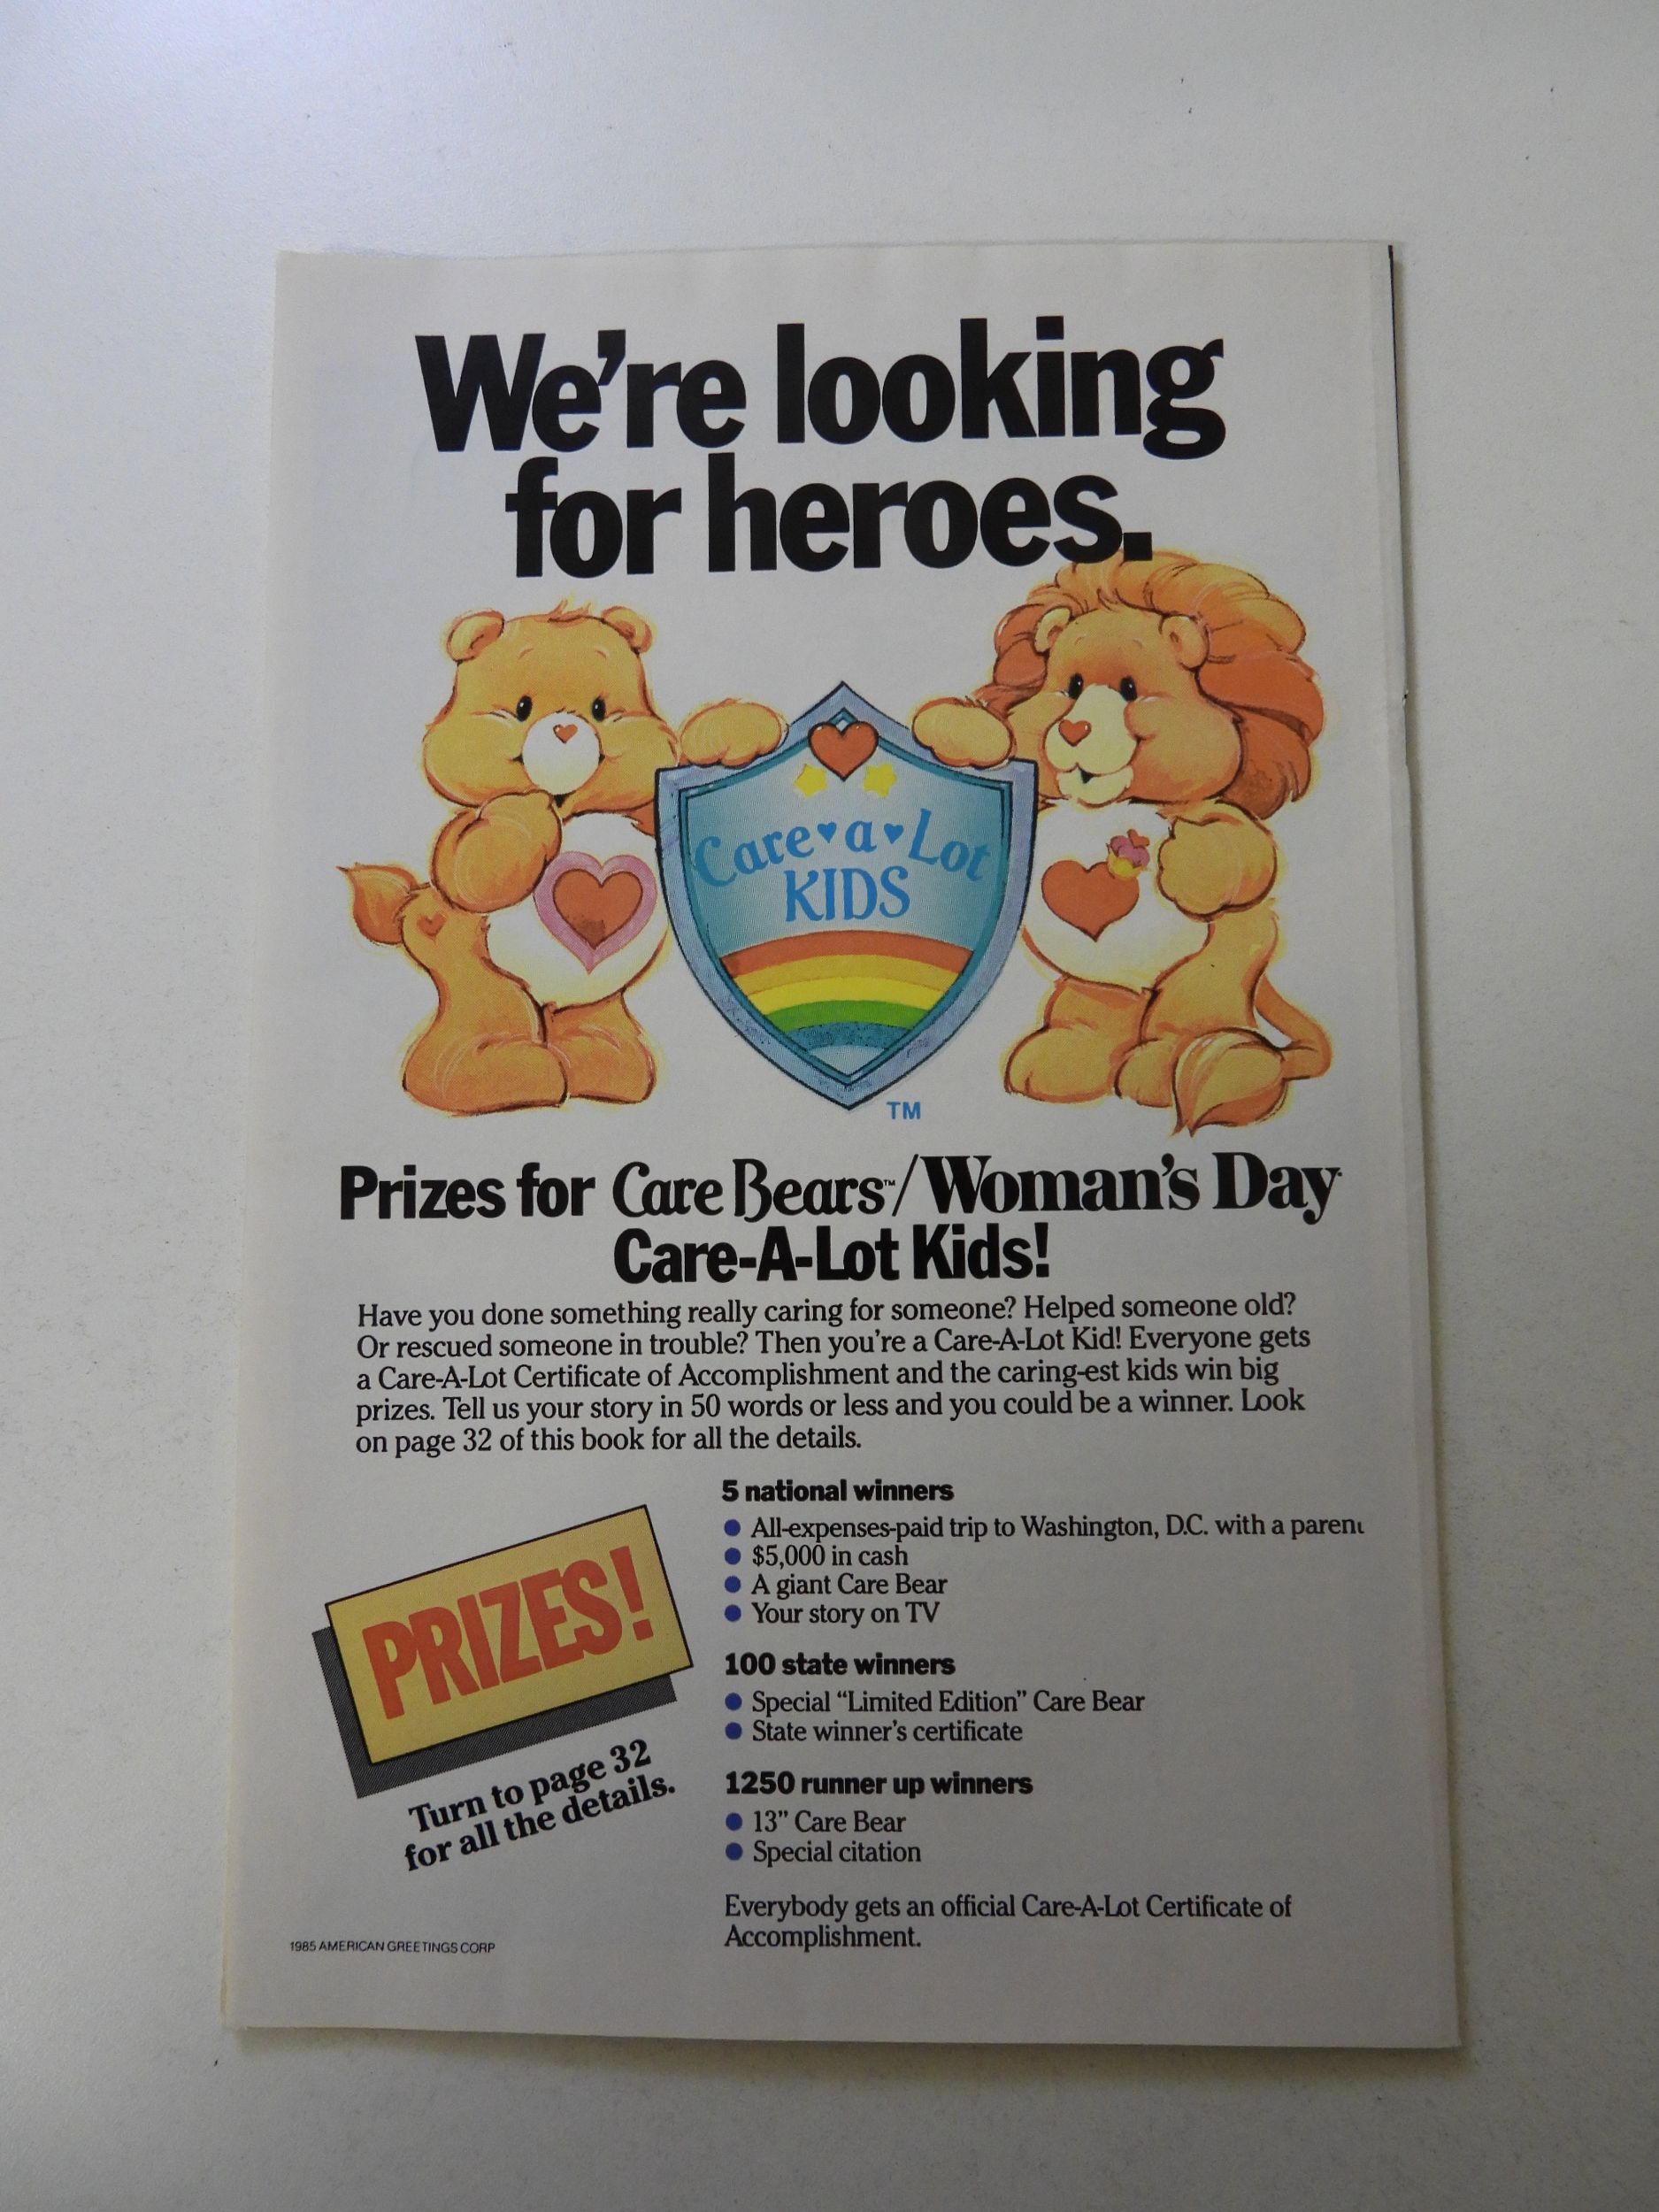 We're looking
for heroes.
Care♥a♥Lot
KIDS
TM
Prizes for Care Bears™/Woman's Day
Care-A-Lot Kids!
Have you done something really caring for someone? Helped someone old?
Or rescued someone in trouble? Then you're a Care-A-Lot Kid! Everyone gets
a Care-A-Lot Certificate of Accomplishment and the caring-est kids win big
prizes. Tell us your story in 50 words or less and you could be a winner. Look
on page 32 of this book for all the details.
PRIZES!
Turn to page 32
for all the details.
5 national winners
● All-expenses-paid trip to Washington, D.C. with a parent
● $5,000 in cash
● A giant Care Bear
● Your story on TV
100 state winners
● Special “Limited Edition” Care Bear
● State winner's certificate
1250 runner up winners
● 13” Care Bear
● Special citation
Everybody gets an official Care-A-Lot Certificate of
Accomplishment.
1985 AMERICAN GREETINGS CORP